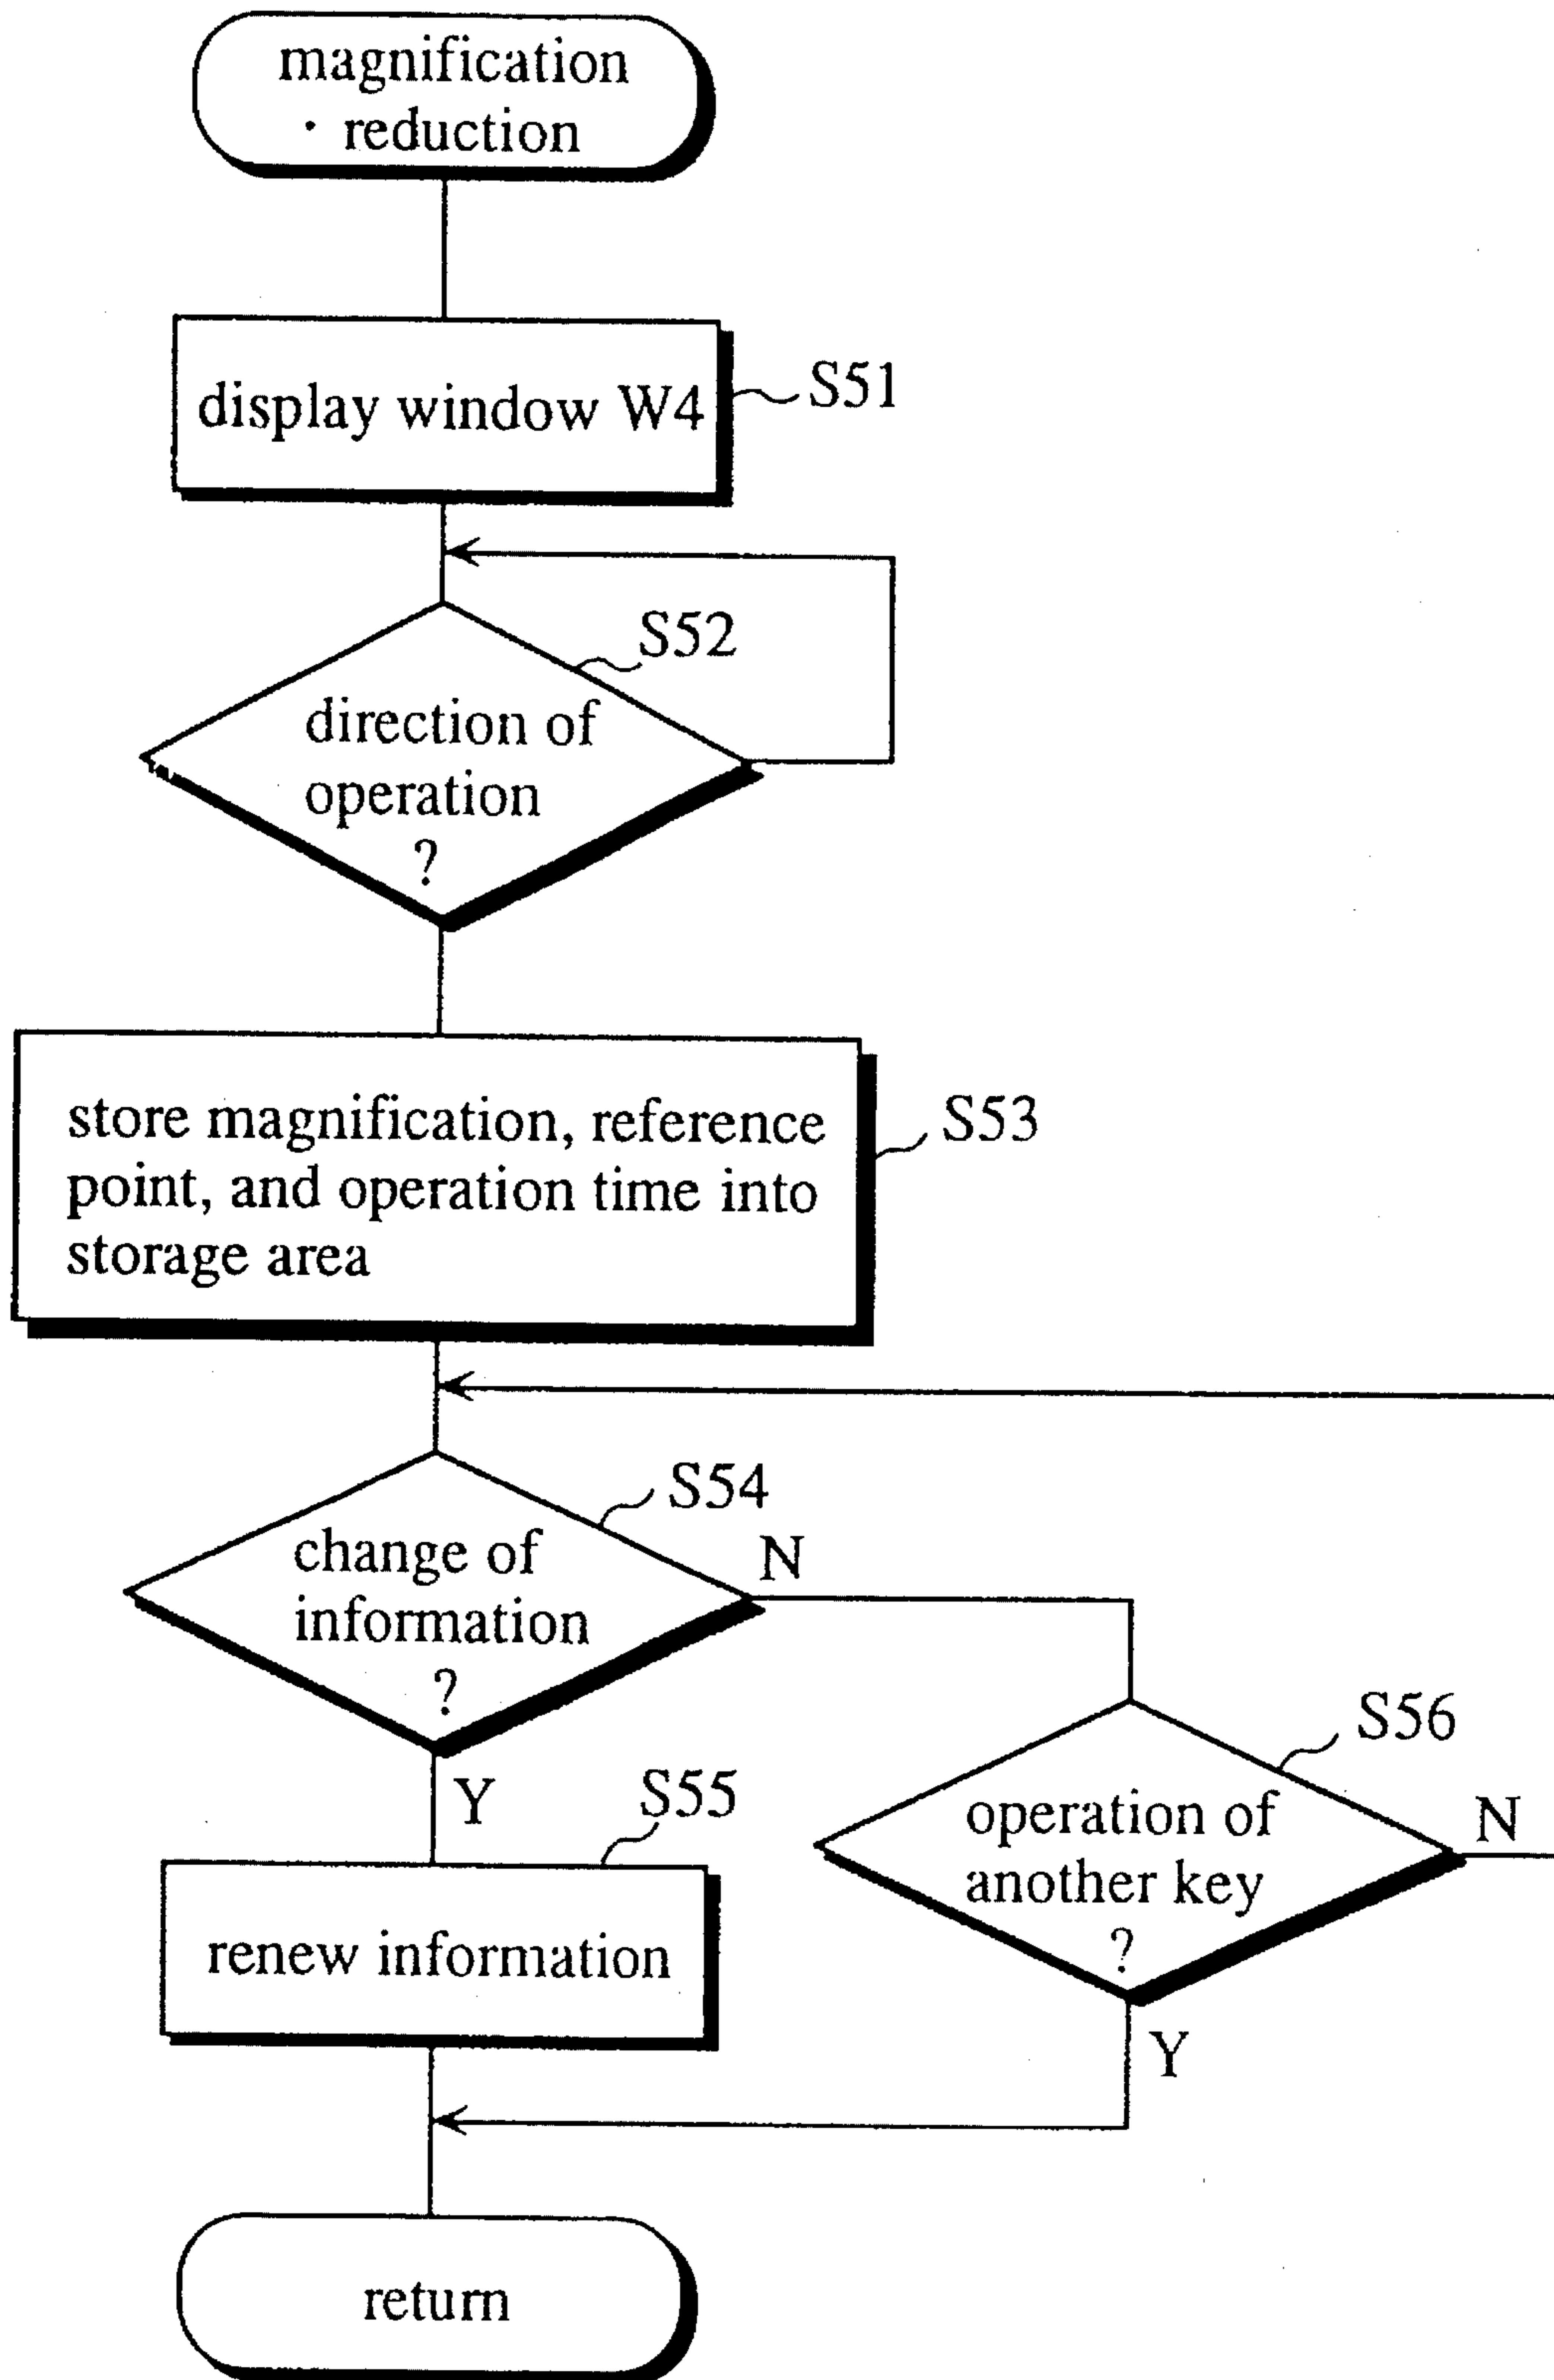 magnification
· reduction
display window W4
S51
S52
direction of
operation
?
store magnification, reference
point, and operation time into
storage area
S53
S54
change of
information
?
N
Y
S55
renew information
S56
operation of
another key
?
N
Y
return